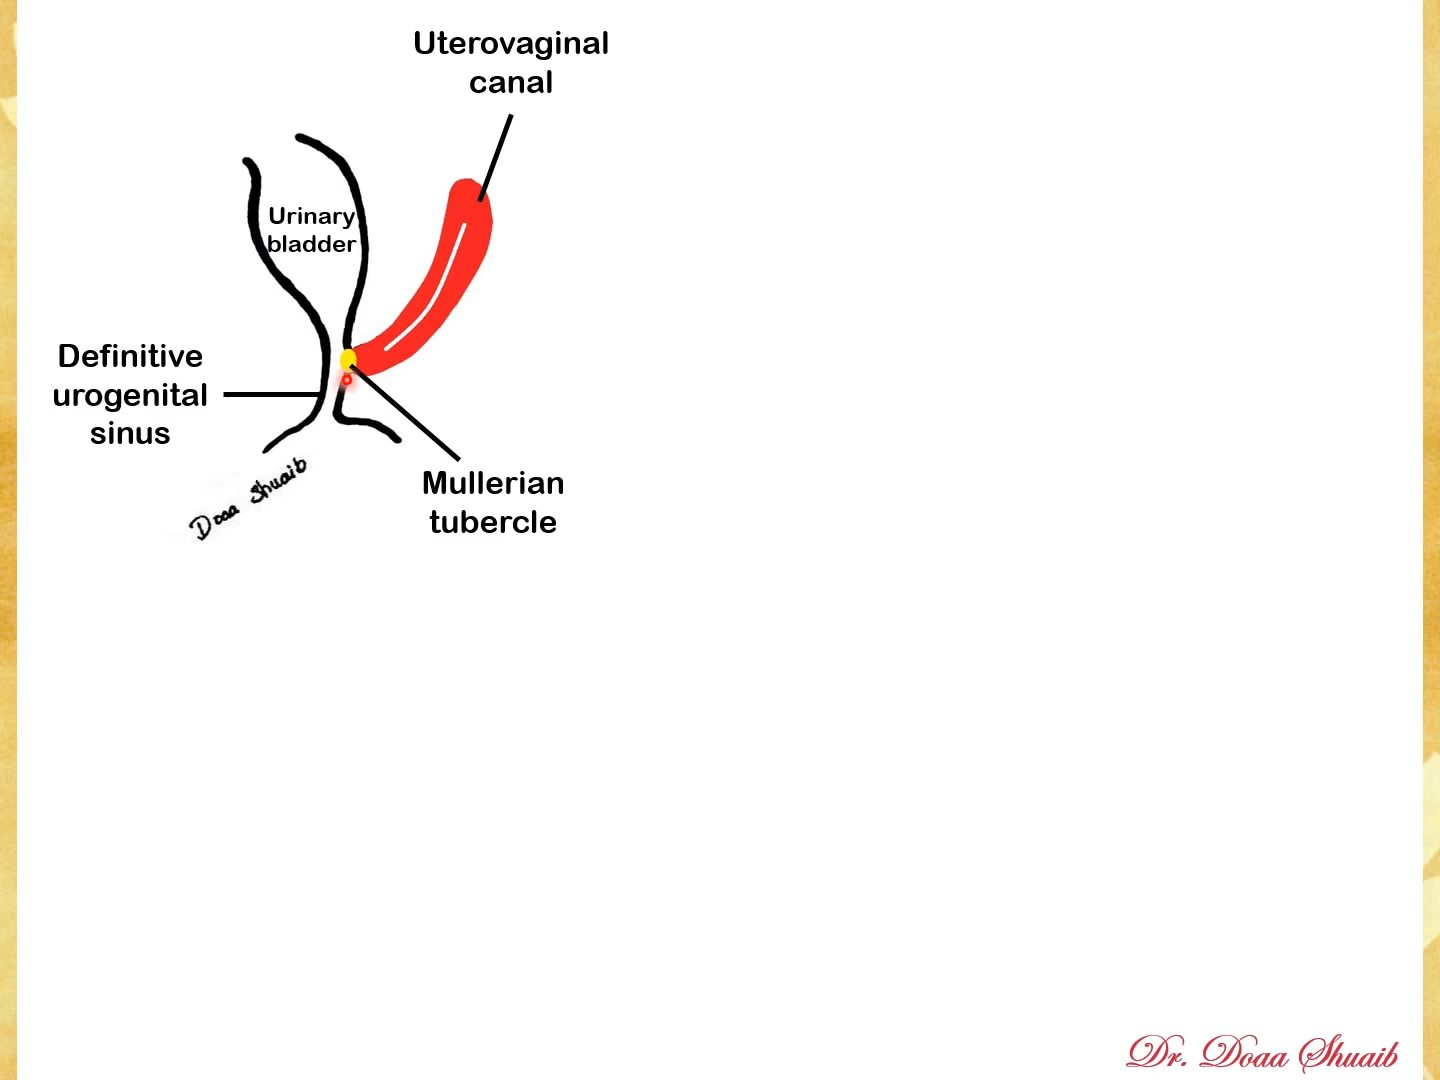 Uterovaginal
canal
Urinary
bladder
Definitive
urogenital
sinus
Mullerian
tubercle
Doaa Shuaib
Dr. Doaa Shuaib